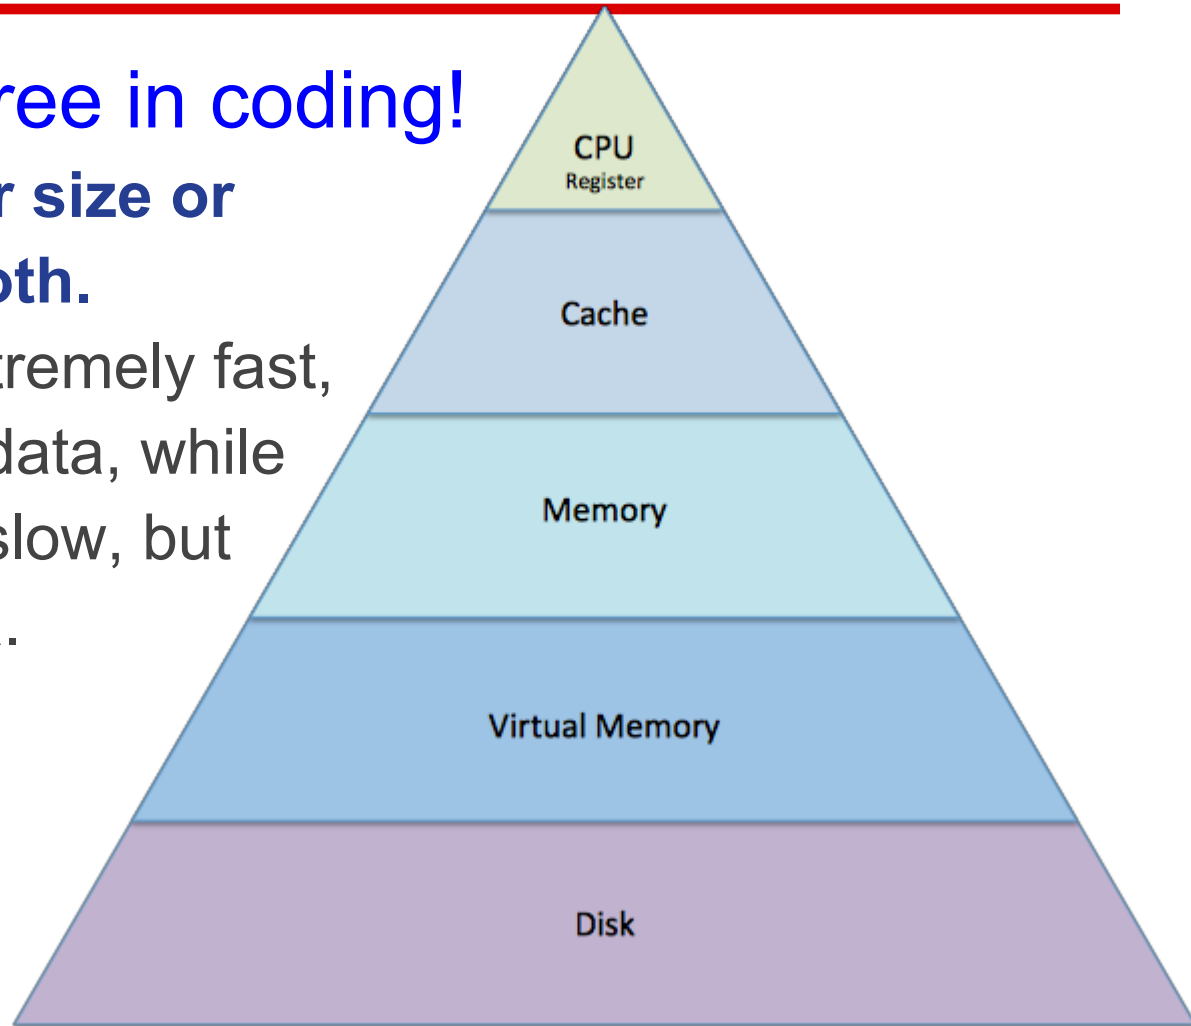 ree in coding!
r size or
oth.
tremely fast,
data, while
slow, but
.
CPU
Register
Cache
Memory
Virtual Memory
Disk